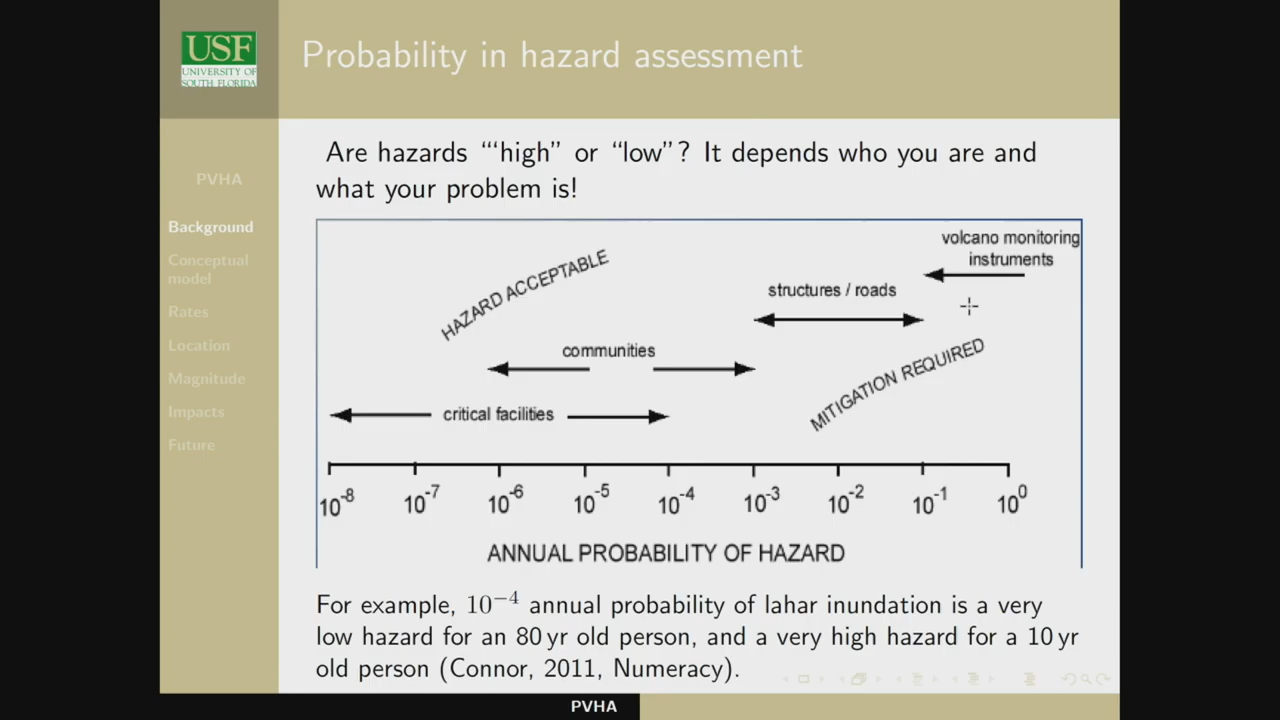 USF
UNIVERSITY OF
SOUTH FLORIDA
Probability in hazard assessment
PVHA
Background
Conceptual
model
Rates
Location
Magnitude
Impacts
Future
Are hazards “‘high” or “low”? It depends who you are and
what your problem is!
volcano monitoring
instruments
HAZARD ACCEPTABLE
structures / roads
communities
MITIGATION REQUIRED
critical facilities
10⁻⁸ 10⁻⁷ 10⁻⁶ 10⁻⁵ 10⁻⁴ 10⁻³ 10⁻² 10⁻¹ 10⁰
ANNUAL PROBABILITY OF HAZARD
For example, 10⁻⁴ annual probability of lahar inundation is a very
low hazard for an 80 yr old person, and a very high hazard for a 10 yr
old person (Connor, 2011, Numeracy).
PVHA